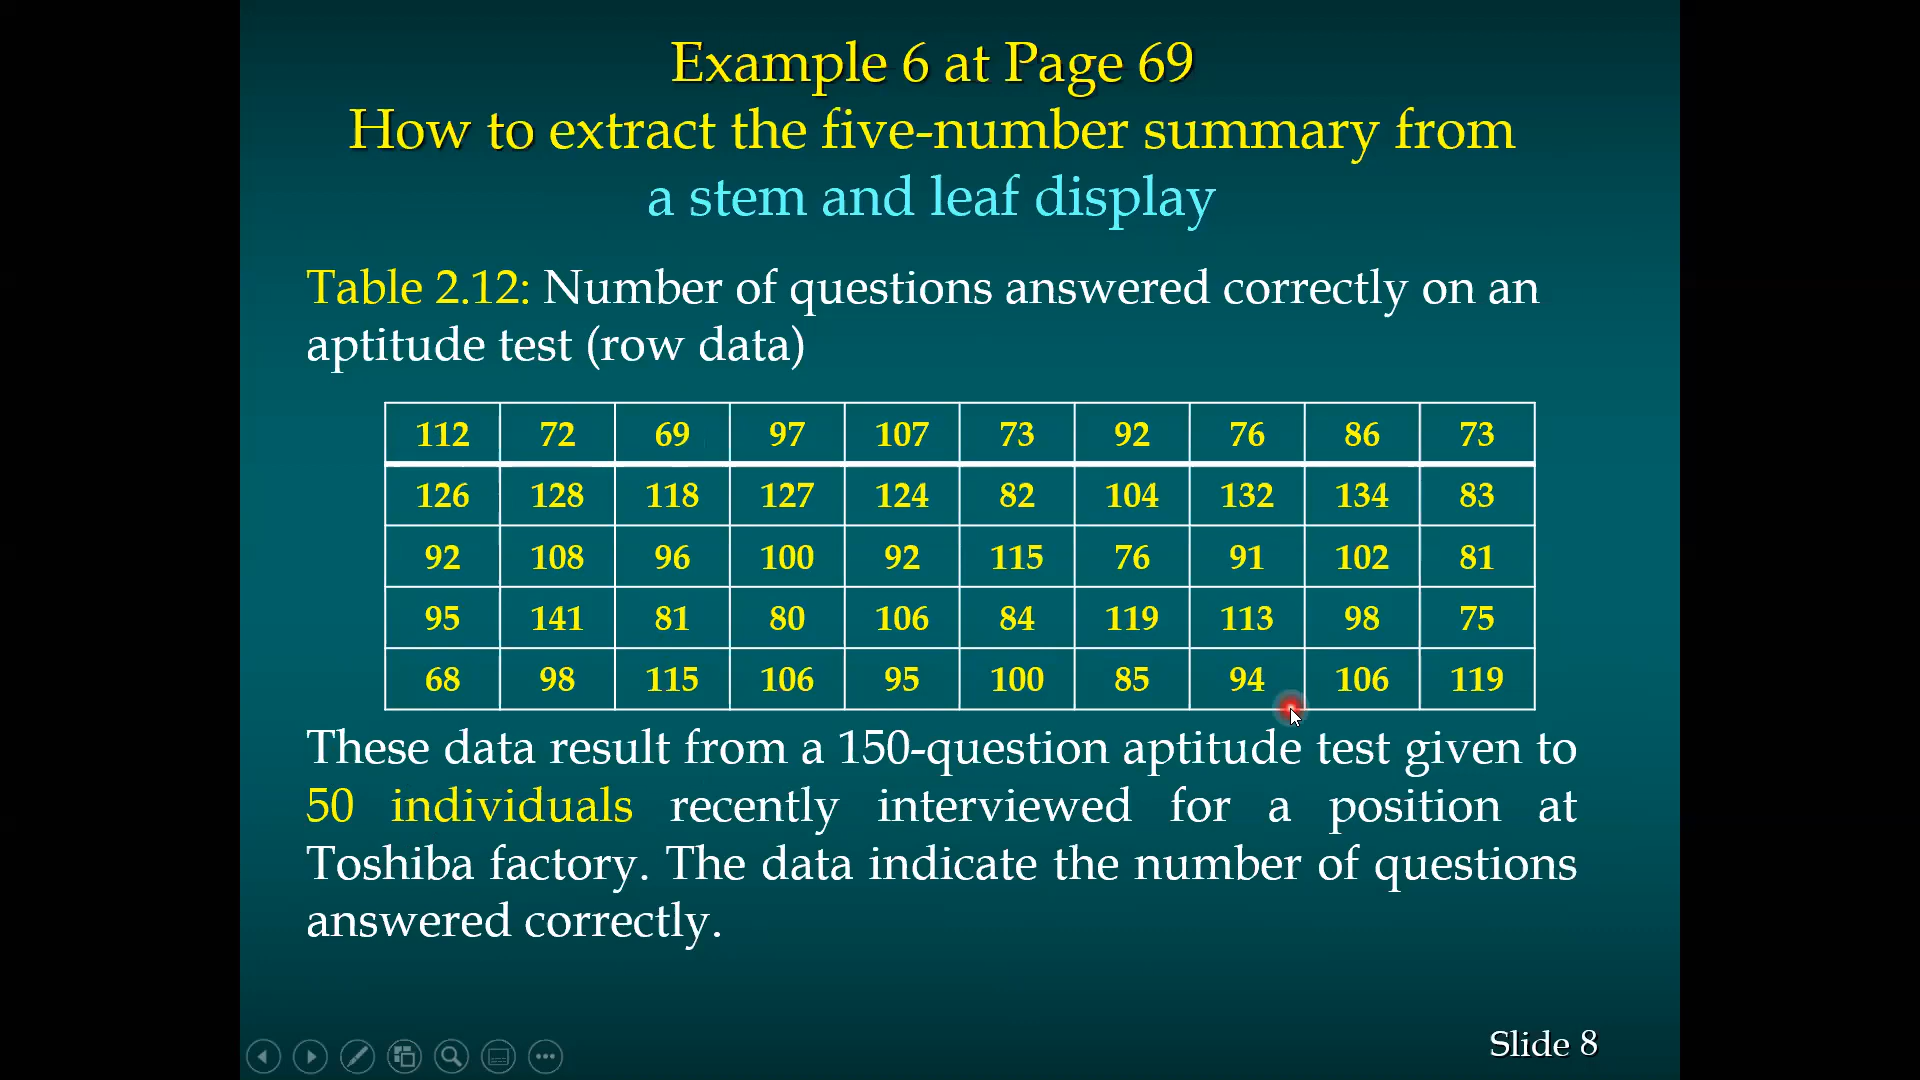 Example 6 at Page 69
How to extract the five-number summary from
a stem and leaf display
Table 2.12: Number of questions answered correctly on an
aptitude test (row data)
112 72 69 97 107 73 92 76 86 73
126 128 118 127 124 82 104 132 134 83
92 108 96 100 92 115 76 91 102 81
95 141 81 80 106 84 119 113 98 75
68 98 115 106 95 100 85 94 106 119
These data result from a 150-question aptitude test given to
50 individuals recently interviewed for a position at
Toshiba factory. The data indicate the number of questions
answered correctly.
Slide 8